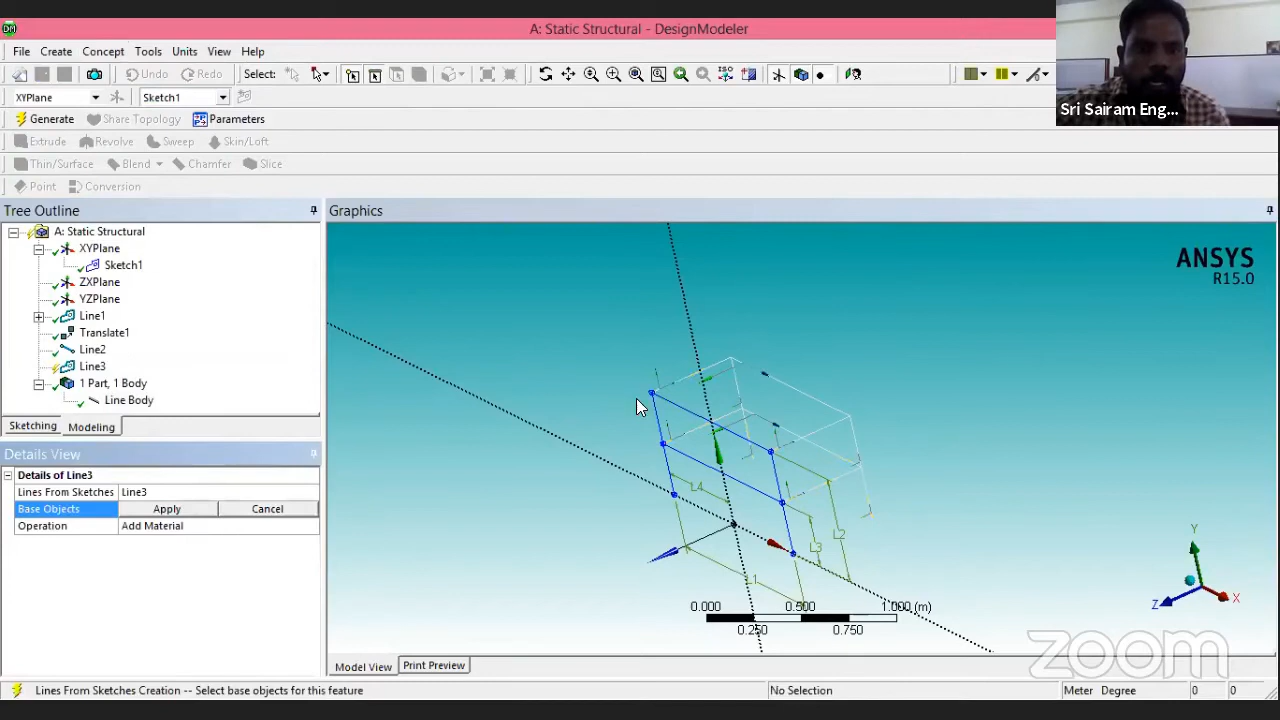 A: Static Structural - DesignModeler
File Create Concept Tools Units View Help
Undo Redo Select:
XYPlane Sketch1
Sri Sairam Eng...
Generate Share Topology Parameters
Extrude Revolve Sweep Skin/Loft
Thin/Surface Blend Chamfer Slice
Point Conversion
Tree Outline
A: Static Structural
XYPlane
Sketch1
ZXPlane
YZPlane
Line1
Translate1
Line2
Line3
1 Part, 1 Body
Line Body
Sketching Modeling
Details View
Details of Line3
Lines From Sketches Line3
Base Objects Apply Cancel
Operation Add Material
Graphics
ANSYS
R15.0
L4
L2
L3
L1
0.000 0.500 1.000 (m)
0.250 0.750
Y
Z X
zoom
Model View Print Preview
Lines From Sketches Creation -- Select base objects for this feature No Selection Meter Degree 0 0